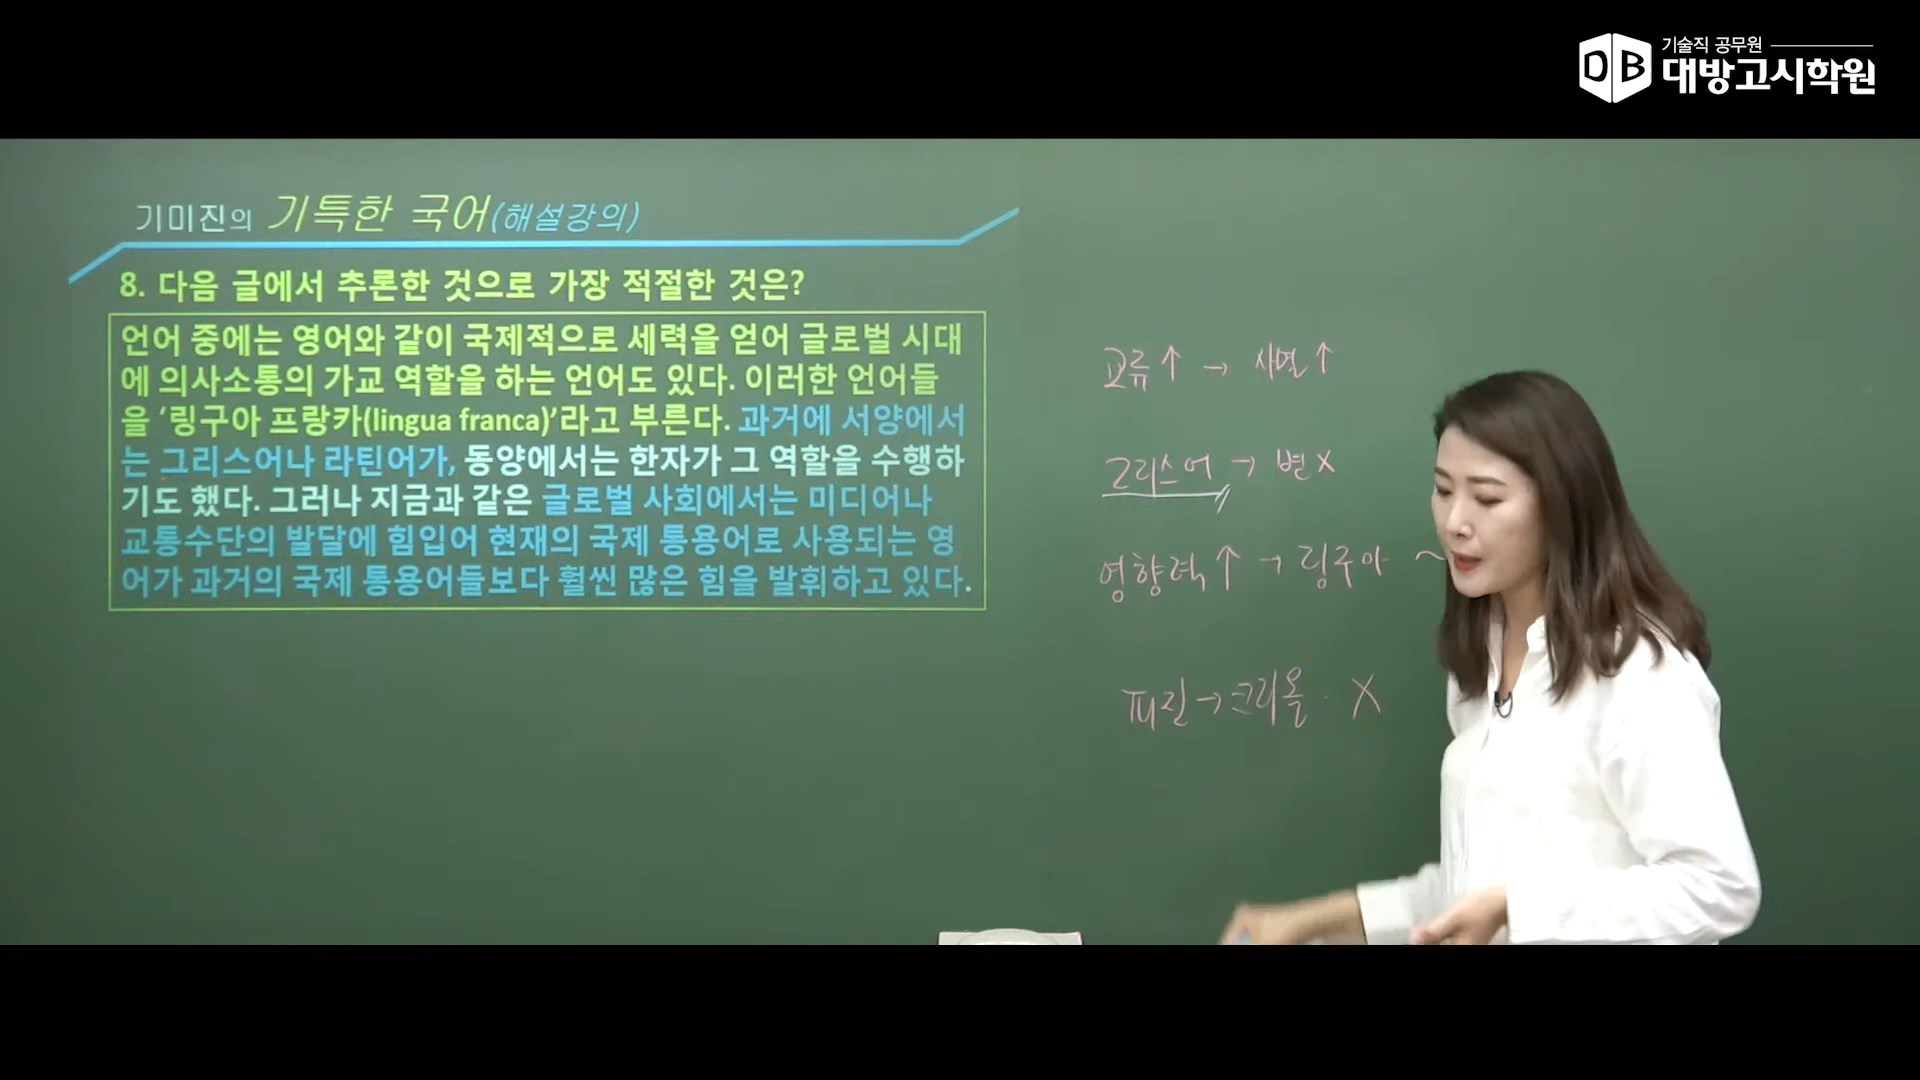 기술직 공무원
대방고시학원
기미진의 기특한 국어(해설강의)
8. 다음 글에서 추론한 것으로 가장 적절한 것은?
언어 중에는 영어와 같이 국제적으로 세력을 얻어 글로벌 시대
에 의사소통의 가교 역할을 하는 언어도 있다. 이러한 언어들
을 ‘링구아 프랑카(lingua franca)’라고 부른다. 과거에 서양에서
는 그리스어나 라틴어가, 동양에서는 한자가 그 역할을 수행하
기도 했다. 그러나 지금과 같은 글로벌 사회에서는 미디어나
교통수단의 발달에 힘입어 현재의 국제 통용어로 사용되는 영
어가 과거의 국제 통용어들보다 훨씬 많은 힘을 발휘하고 있다.
교류↑ → 사멸↑
그리스어 → 변 X
영향력↑ → 링구아 ~
피진→크리올 X